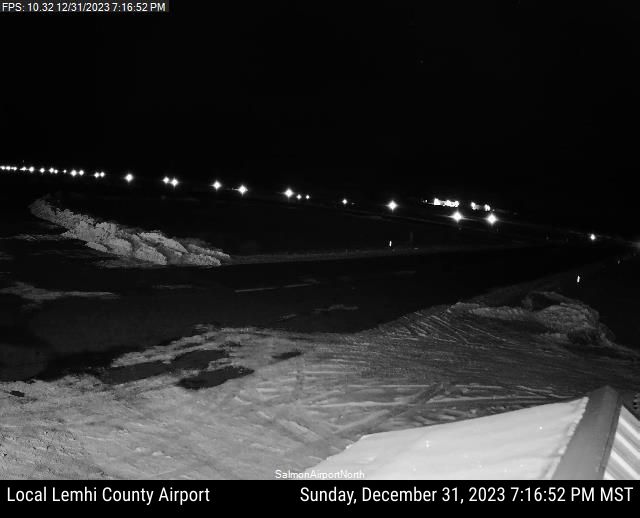 FPS: 10.32 12/31/2023 7:16:52 PM
SalmonAirportNorth
Local Lemhi County Airport Sunday, December 31, 2023 7:16:52 PM MST